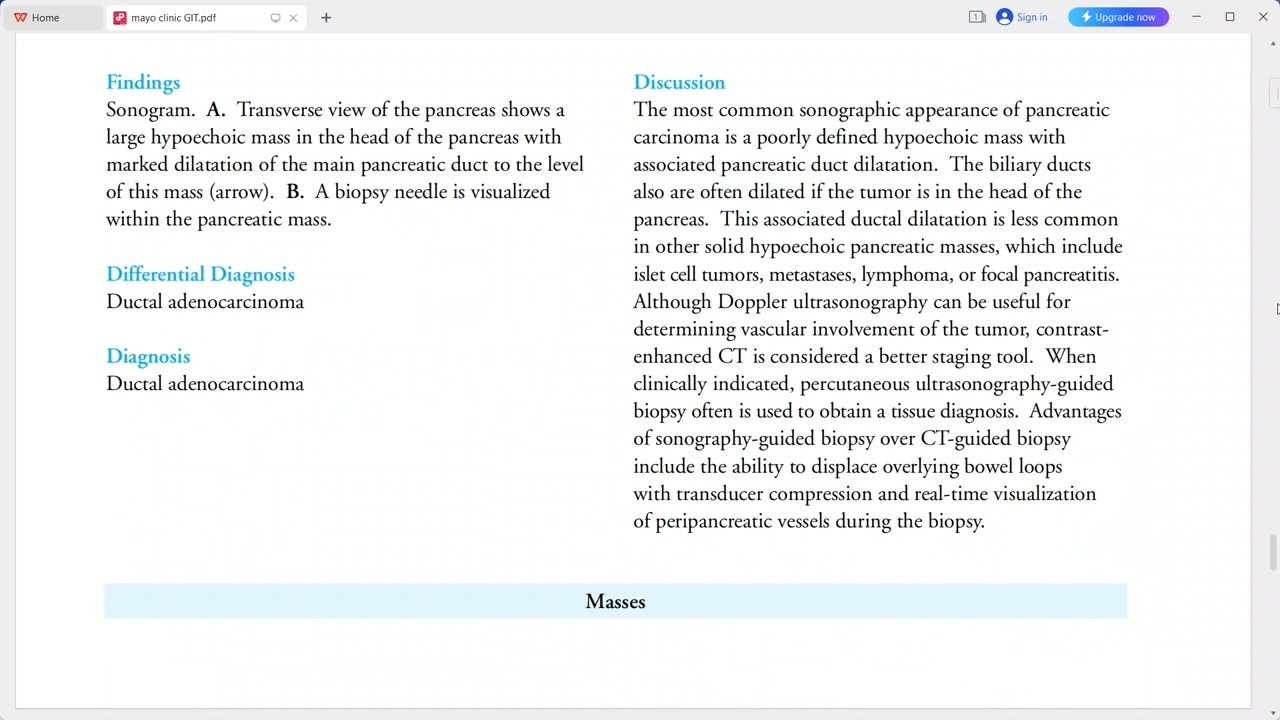 Home
mayo clinic GIT.pdf
1
Sign in
Upgrade now
Findings
Sonogram. A. Transverse view of the pancreas shows a
large hypoechoic mass in the head of the pancreas with
marked dilatation of the main pancreatic duct to the level
of this mass (arrow). B. A biopsy needle is visualized
within the pancreatic mass.
Differential Diagnosis
Ductal adenocarcinoma
Diagnosis
Ductal adenocarcinoma
Discussion
The most common sonographic appearance of pancreatic
carcinoma is a poorly defined hypoechoic mass with
associated pancreatic duct dilatation. The biliary ducts
also are often dilated if the tumor is in the head of the
pancreas. This associated ductal dilatation is less common
in other solid hypoechoic pancreatic masses, which include
islet cell tumors, metastases, lymphoma, or focal pancreatitis.
Although Doppler ultrasonography can be useful for
determining vascular involvement of the tumor, contrast-
enhanced CT is considered a better staging tool. When
clinically indicated, percutaneous ultrasonography-guided
biopsy often is used to obtain a tissue diagnosis. Advantages
of sonography-guided biopsy over CT-guided biopsy
include the ability to displace overlying bowel loops
with transducer compression and real-time visualization
of peripancreatic vessels during the biopsy.
Masses